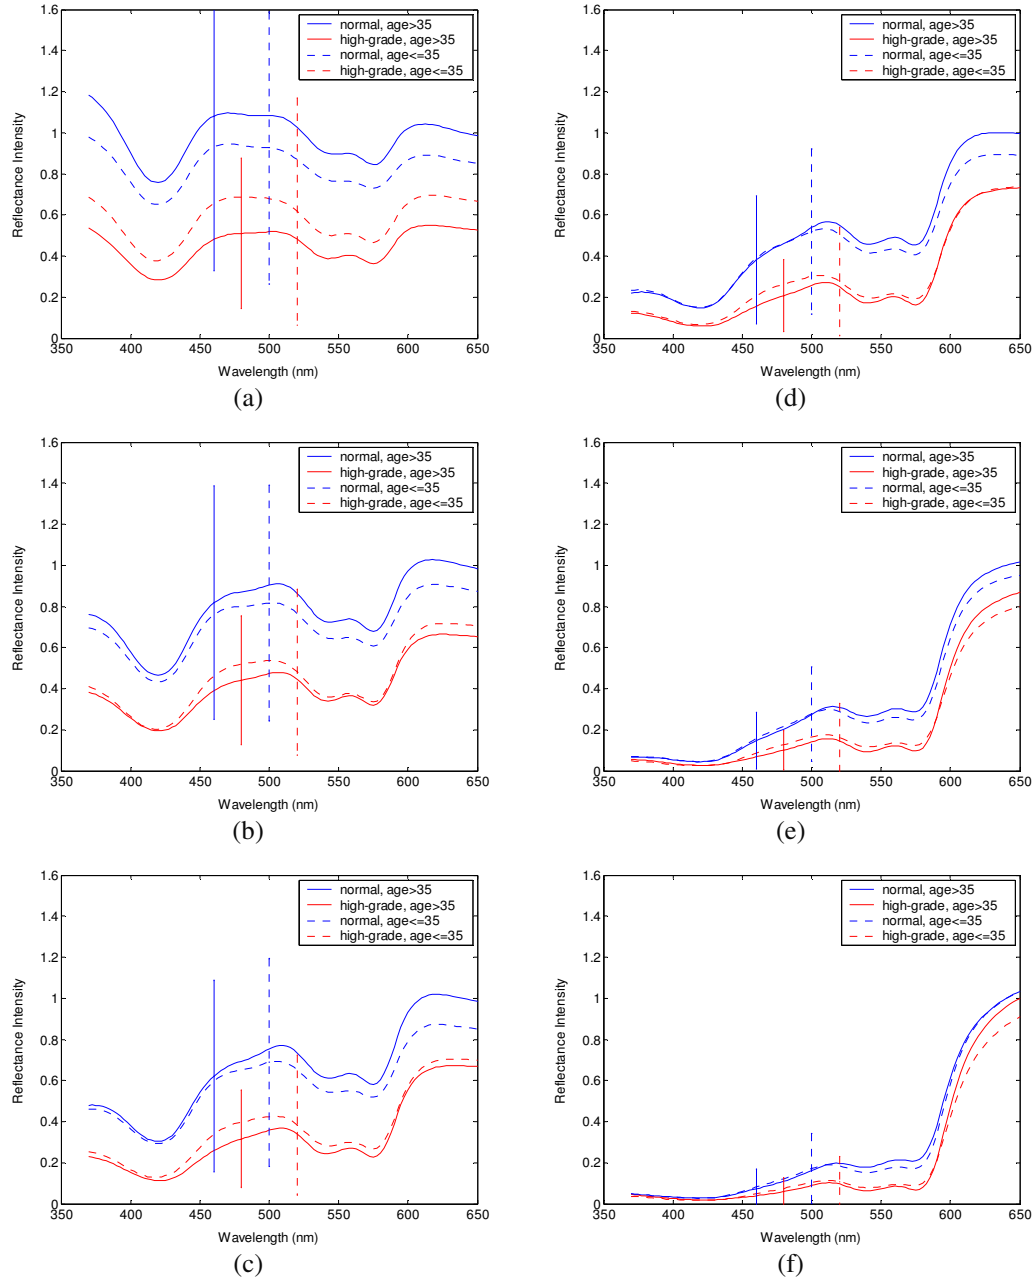 1.6
1.4
1.2
1
0.8
0.6
0.4
0.2
0
350 400 450 500 550 600 650
Reflectance Intensity
Wavelength (nm)
normal, age>35
high-grade, age>35
normal, age<=35
high-grade, age<=35
(a)
1.6
1.4
1.2
1
0.8
0.6
0.4
0.2
0
350 400 450 500 550 600 650
Reflectance Intensity
Wavelength (nm)
normal, age>35
high-grade, age>35
normal, age<=35
high-grade, age<=35
(d)
1.6
1.4
1.2
1
0.8
0.6
0.4
0.2
0
350 400 450 500 550 600 650
Reflectance Intensity
Wavelength (nm)
normal, age>35
high-grade, age>35
normal, age<=35
high-grade, age<=35
(b)
1.6
1.4
1.2
1
0.8
0.6
0.4
0.2
0
350 400 450 500 550 600 650
Reflectance Intensity
Wavelength (nm)
normal, age>35
high-grade, age>35
normal, age<=35
high-grade, age<=35
(e)
1.6
1.4
1.2
1
0.8
0.6
0.4
0.2
0
350 400 450 500 550 600 650
Reflectance Intensity
Wavelength (nm)
normal, age>35
high-grade, age>35
normal, age<=35
high-grade, age<=35
(c)
1.6
1.4
1.2
1
0.8
0.6
0.4
0.2
0
350 400 450 500 550 600 650
Reflectance Intensity
Wavelength (nm)
normal, age>35
high-grade, age>35
normal, age<=35
high-grade, age<=35
(f)